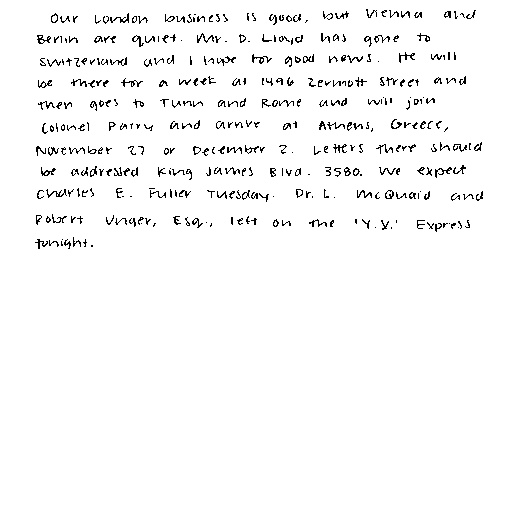 Our London business is good, but Vienna and
Berlin are quiet. Mr. D. Lloyd has gone to
Switzerland and I hope for good news. He will
be there for a week at 1496 Zermott Street and
then goes to Turin and Rome and will join
Colonel Parry and arrive at Athens, Greece,
November 27 or December 2. Letters there should
be addressed King James Blvd. 3580. We expect
Charles E. Fuller Tuesday. Dr. L. McQuaid and
Robert Unger, Esq., left on the 'Y.X.' Express
tonight.